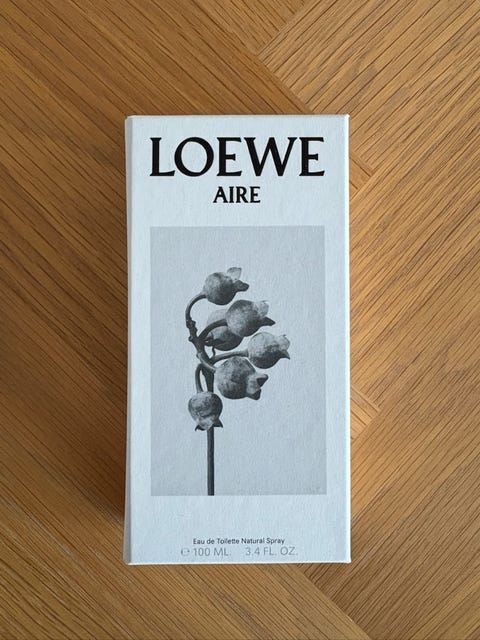 LOEWE
AIRE
Eau de Toilette Natural Spray
℮ 100 ML. 3.4 FL. OZ.